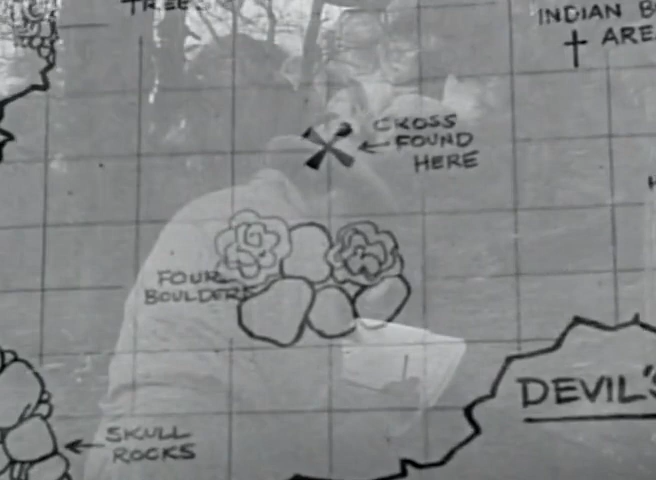 TREE.
INDIAN B
ARE
CROSS
FOUND
HERE
FOUR
BOULDERS
DEVIL'S
SKULL
ROCKS